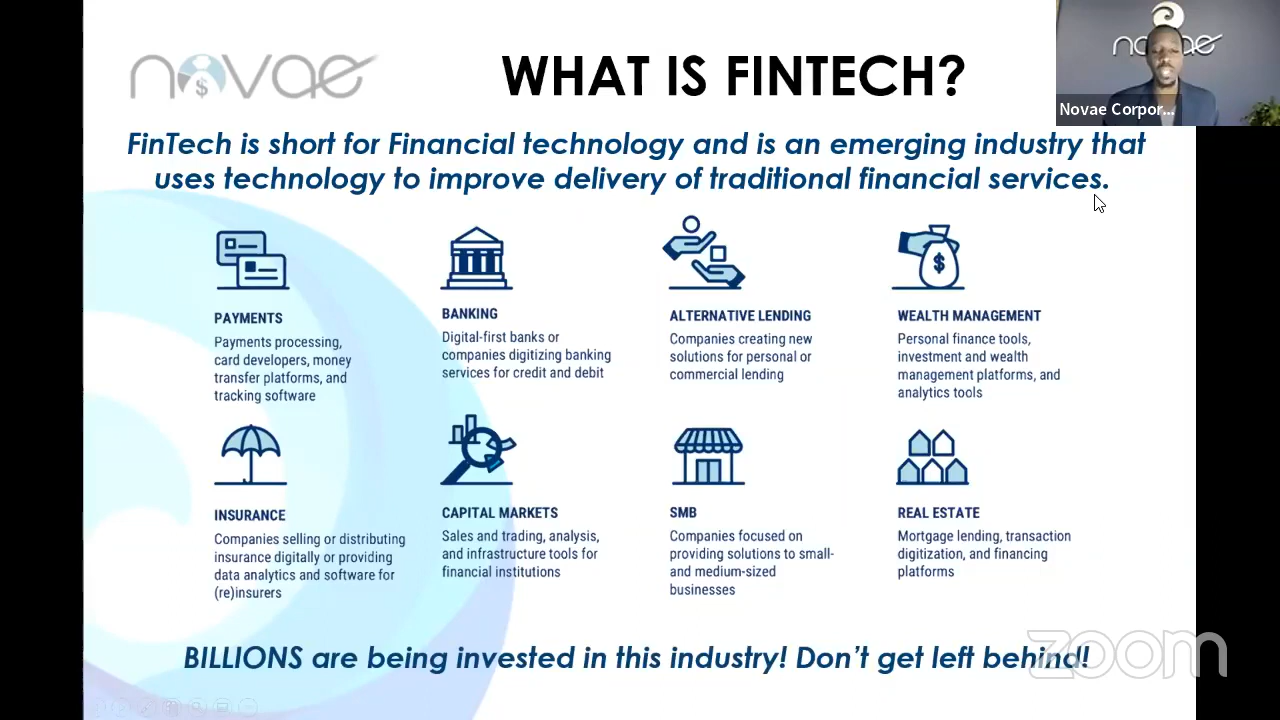 novae
WHAT IS FINTECH?
novae
Novae Corpor...
FinTech is short for Financial technology and is an emerging industry that
uses technology to improve delivery of traditional financial services.
PAYMENTS
Payments processing,
card developers, money
transfer platforms, and
tracking software
BANKING
Digital-first banks or
companies digitizing banking
services for credit and debit
ALTERNATIVE LENDING
Companies creating new
solutions for personal or
commercial lending
$
WEALTH MANAGEMENT
Personal finance tools,
investment and wealth
management platforms, and
analytics tools
INSURANCE
Companies selling or distributing
insurance digitally or providing
data analytics and software for
(re)insurers
CAPITAL MARKETS
Sales and trading, analysis,
and infrastructure tools for
financial institutions
SMB
Companies focused on
providing solutions to small-
and medium-sized
businesses
REAL ESTATE
Mortgage lending, transaction
digitization, and financing
platforms
BILLIONS are being invested in this industry! Don't get left behind!
zoom